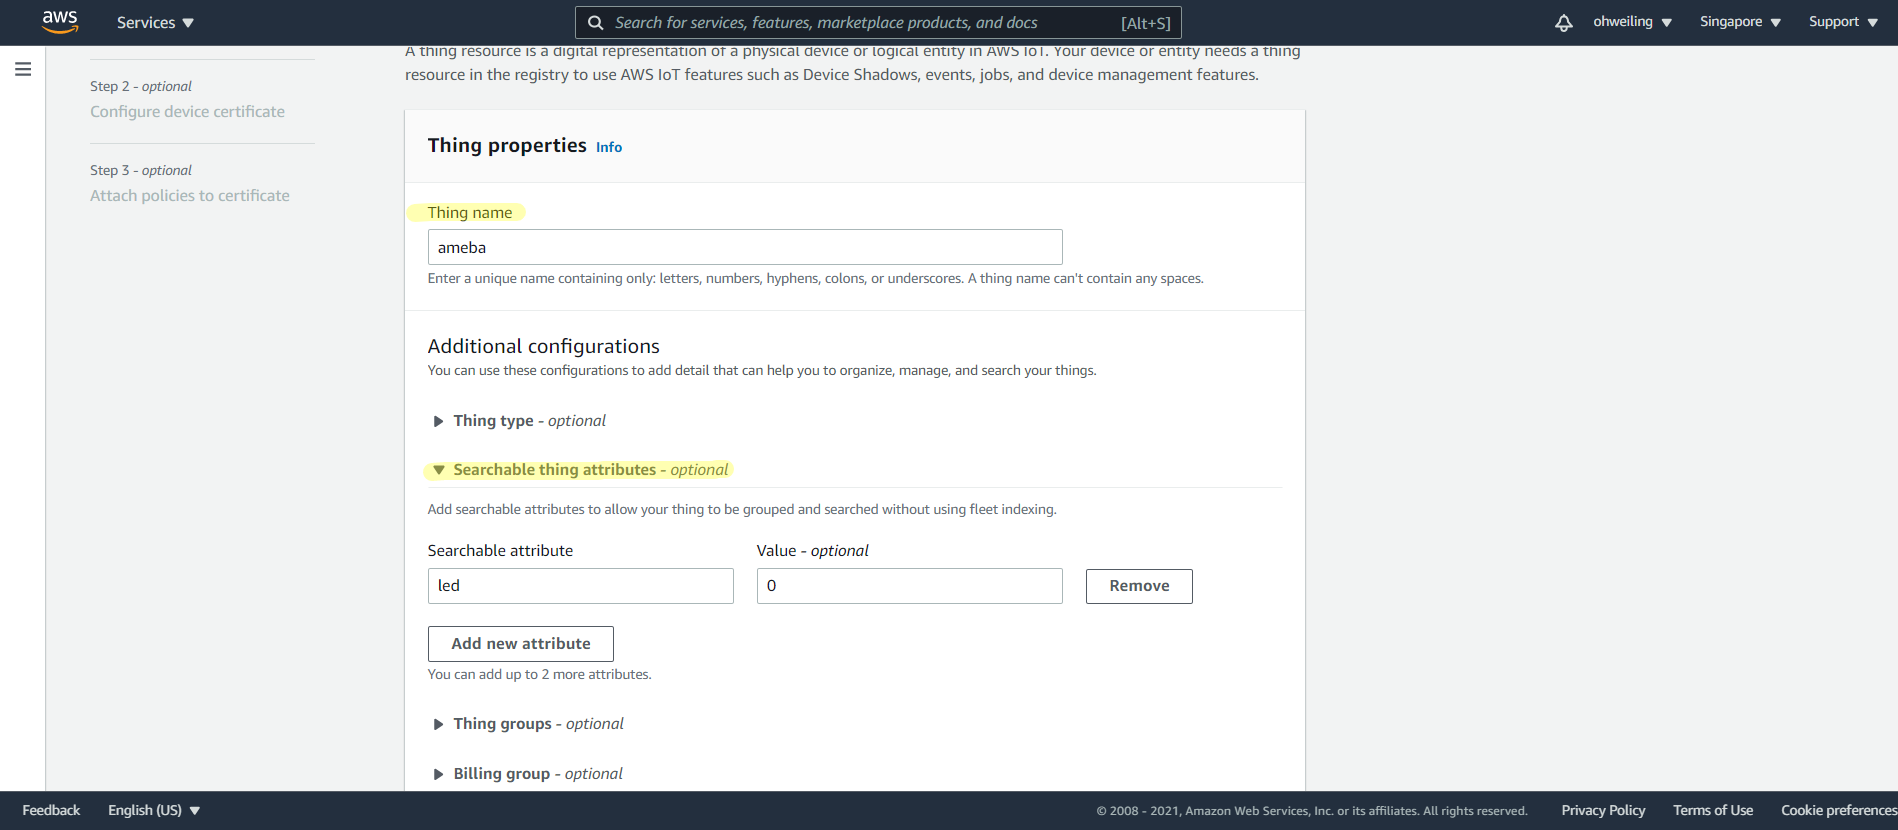 aws
Services
Search for services, features, marketplace products, and docs [Alt+S]
ohweiling
Singapore
Support
A thing resource is a digital representation of a physical device or logical entity in AWS IoT. Your device or entity needs a thing
resource in the registry to use AWS IoT features such as Device Shadows, events, jobs, and device management features.
Step 2 - optional
Configure device certificate
Step 3 - optional
Attach policies to certificate
Thing properties Info
Thing name
ameba
Enter a unique name containing only: letters, numbers, hyphens, colons, or underscores. A thing name can't contain any spaces.
Additional configurations
You can use these configurations to add detail that can help you to organize, manage, and search your things.
Thing type - optional
Searchable thing attributes - optional
Add searchable attributes to allow your thing to be grouped and searched without using fleet indexing.
Searchable attribute
Value - optional
led
0
Remove
Add new attribute
You can add up to 2 more attributes.
Thing groups - optional
Billing group - optional
Feedback
English (US)
© 2008 - 2021, Amazon Web Services, Inc. or its affiliates. All rights reserved.
Privacy Policy
Terms of Use
Cookie preferences